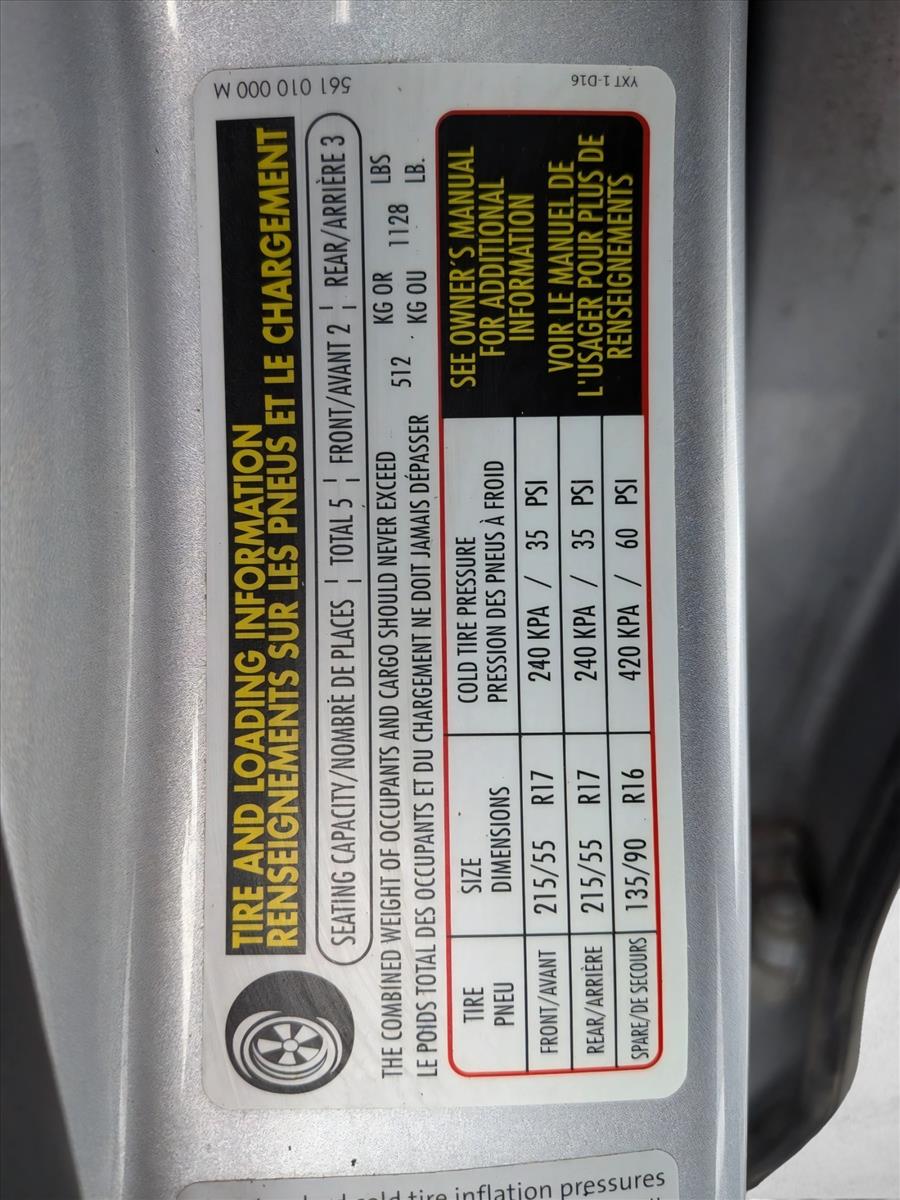 TIRE AND LOADING INFORMATION
RENSEIGNEMENTS SUR LES PNEUS ET LE CHARGEMENT
SEATING CAPACITY/NOMBRE DE PLACES ¦ TOTAL 5 ¦ FRONT/AVANT 2 ¦ REAR/ARRIÈRE 3
THE COMBINED WEIGHT OF OCCUPANTS AND CARGO SHOULD NEVER EXCEED KG OR LBS
512 1128
LE POIDS TOTAL DES OCCUPANTS ET DU CHARGEMENT NE DOIT JAMAIS DÉPASSER KG OU LB.
TIRE SIZE COLD TIRE PRESSURE
PNEU DIMENSIONS PRESSION DES PNEUS À FROID
FRONT/AVANT 215/55 R17 240 KPA / 35 PSI
REAR/ARRIÈRE 215/55 R17 240 KPA / 35 PSI
SPARE/DE SECOURS 135/90 R16 420 KPA / 60 PSI
SEE OWNER'S MANUAL
FOR ADDITIONAL
INFORMATION
VOIR LE MANUEL DE
L'USAGER POUR PLUS DE
RENSEIGNEMENTS
561 010 000 M
YXT 1-D16
cold tire inflation pressures